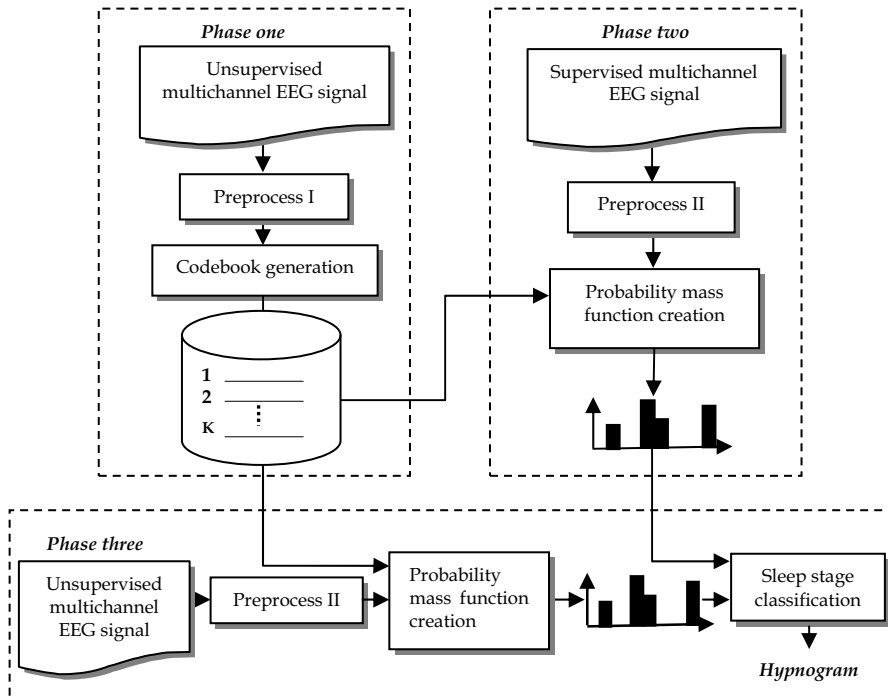 Phase one
Unsupervised
multichannel EEG signal
Preprocess I
Codebook generation
1
2
K
Phase two
Supervised multichannel
EEG signal
Preprocess II
Probability mass
function creation
Phase three
Unsupervised
multichannel
EEG signal
Preprocess II
Probability
mass function
creation
Sleep stage
classification
Hypnogram